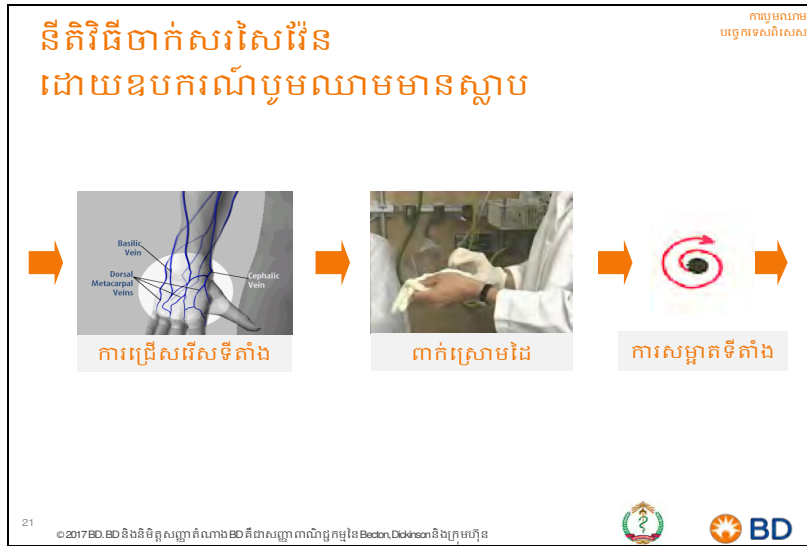 ការបូមឈាម
បច្ចេកទេសពិសេស
នីតិវិធីចាក់សរសៃវ៉ែន
ដោយឧបករណ៍បូមឈាមមានស្លាប
Basilic
Vein
Dorsal
Metacarpal
Veins
Cephalic
Vein
ការជ្រើសរើសទីតាំង
ពាក់ស្រោមដៃ
ការសម្អាតទីតាំង
21
© 2017 BD. BD និងនិមិត្តសញ្ញាតំណាង BD គឺជាសញ្ញាពាណិជ្ជកម្មនៃ Becton, Dickinson និងក្រុមហ៊ុន
BD